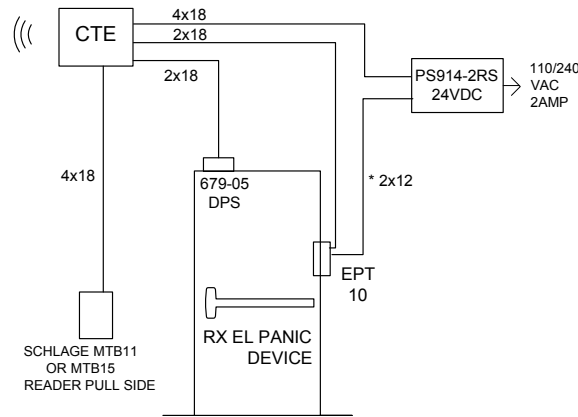 4x18
CTE
2x18
2x18
PS914-2RS
24VDC
110/240
VAC
2AMP
4x18
679-05
DPS
* 2x12
EPT
10
RX EL PANIC
DEVICE
SCHLAGE MTB11
OR MTB15
READER PULL SIDE